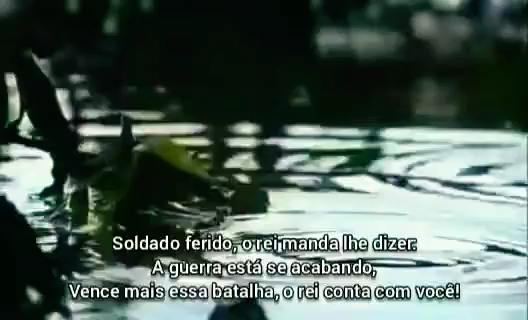 Soldado ferido, o rei manda lhe dizer:
A guerra está se acabando,
Vence mais essa batalha, o rei conta com você!